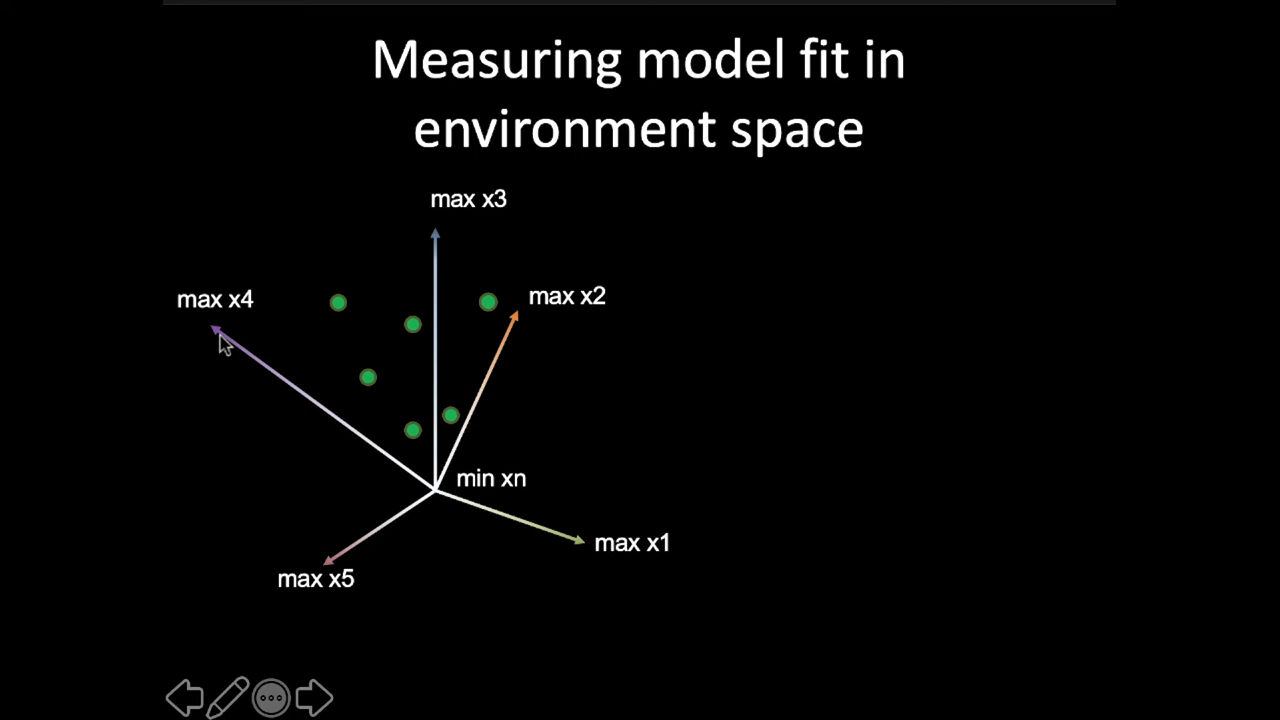 Measuring model fit in
environment space
max x3
max x4
max x2
min xn
max x1
max x5